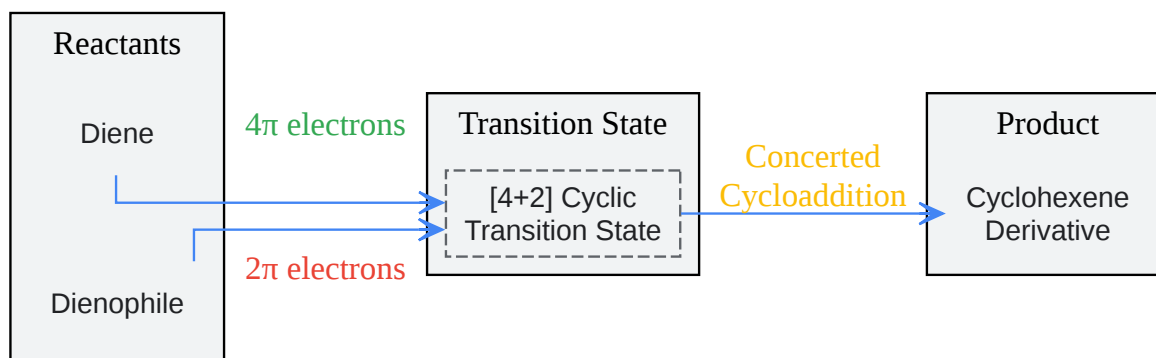 Reactants
Diene
Dienophile
4π electrons
2π electrons
Transition State
[4+2] Cyclic
Transition State
Concerted
Cycloaddition
Product
Cyclohexene
Derivative